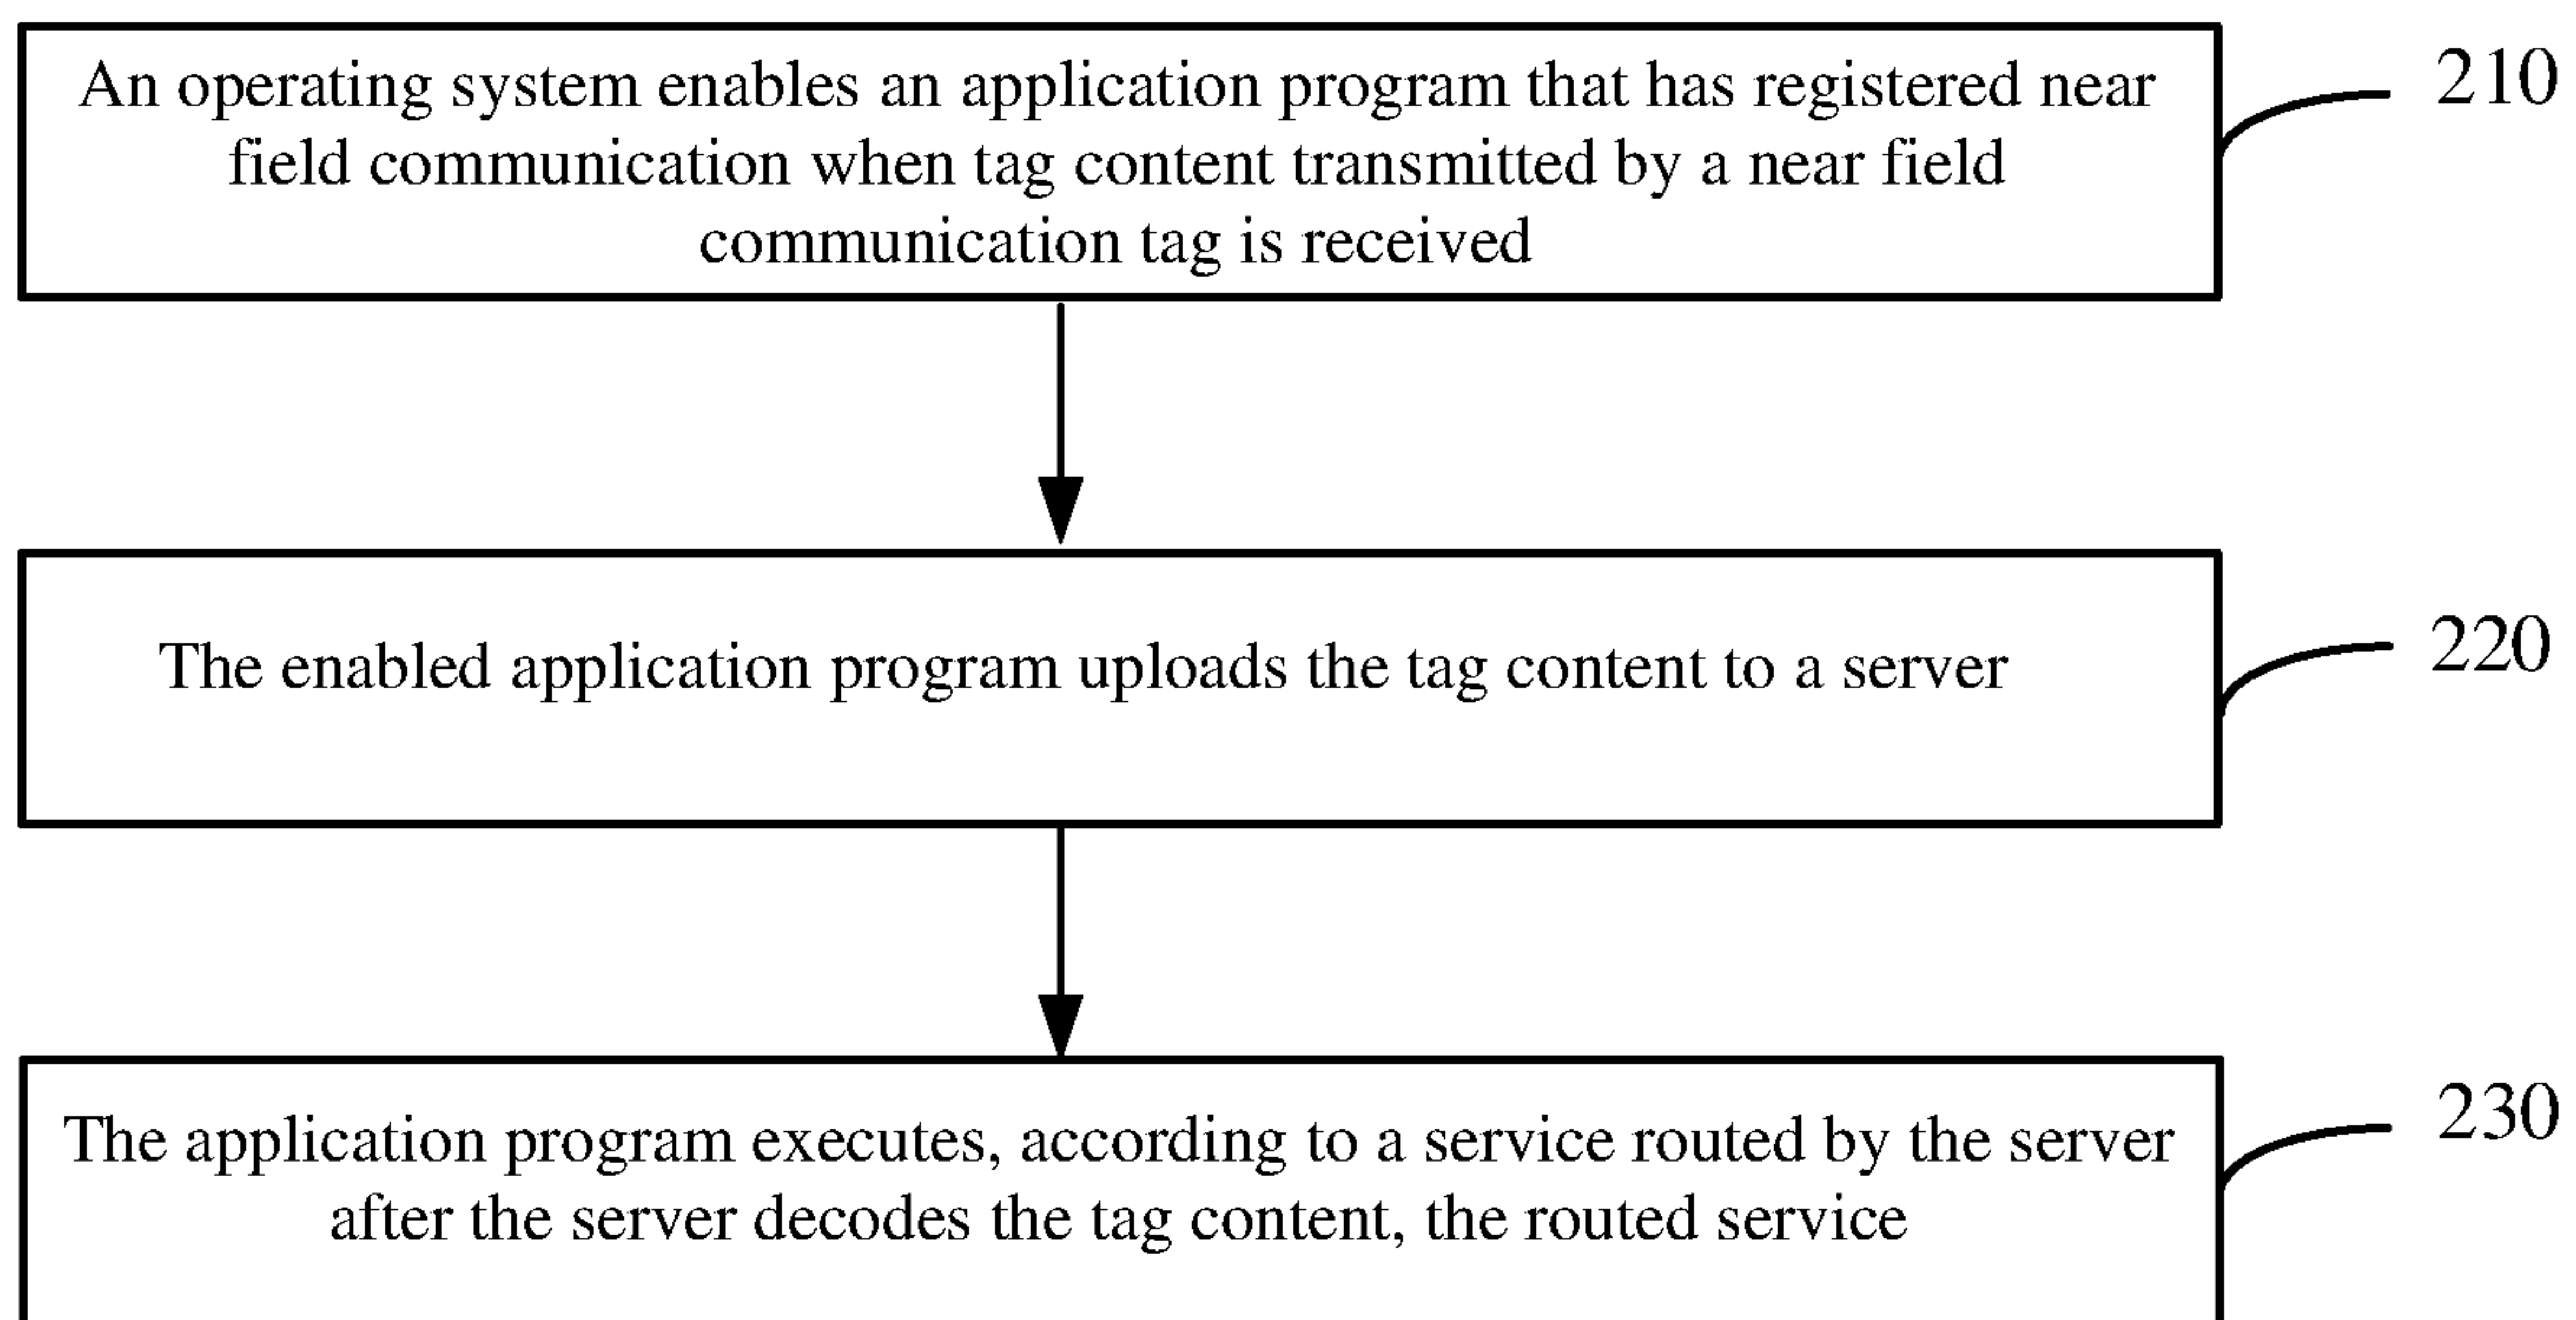 An operating system enables an application program that has registered near
field communication when tag content transmitted by a near field
communication tag is received
210
The enabled application program uploads the tag content to a server
220
The application program executes, according to a service routed by the server
after the server decodes the tag content, the routed service
230